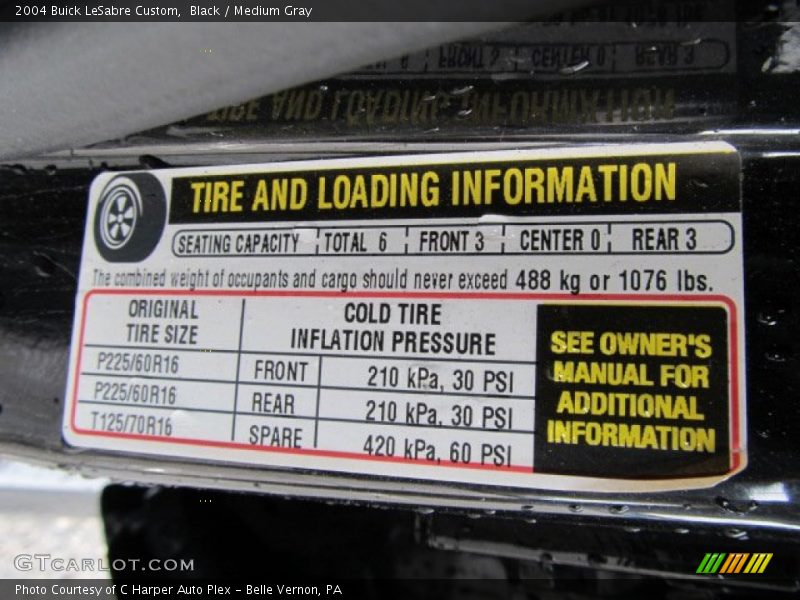 2004 Buick LeSabre Custom,  Black / Medium Gray
TIRE AND LOADING INFORMATION
SEATING CAPACITY TOTAL 6 FRONT 3 CENTER 0 REAR 3
The combined weight of occupants and cargo should never exceed 488 kg or 1076 lbs.
ORIGINAL
TIRE SIZE
COLD TIRE
INFLATION PRESSURE
P225/60R16 FRONT 210 kPa, 30 PSI
P225/60R16 REAR 210 kPa, 30 PSI
T125/70R16 SPARE 420 kPa, 60 PSI
SEE OWNER'S
MANUAL FOR
ADDITIONAL
INFORMATION
GTCARLOT.COM
Photo Courtesy of C Harper Auto Plex – Belle Vernon, PA